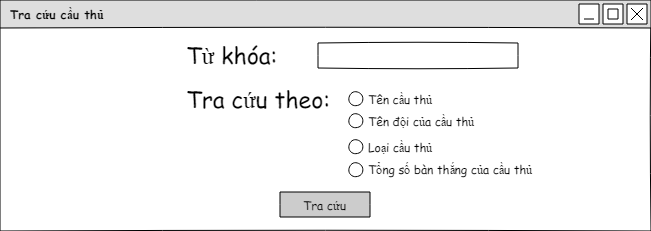 Tra cứu cầu thủ
Từ khóa:
Tra cứu theo:
Tên cầu thủ
Tên đội của cầu thủ
Loại cầu thủ
Tổng số bàn thắng của cầu thủ
Tra cứu